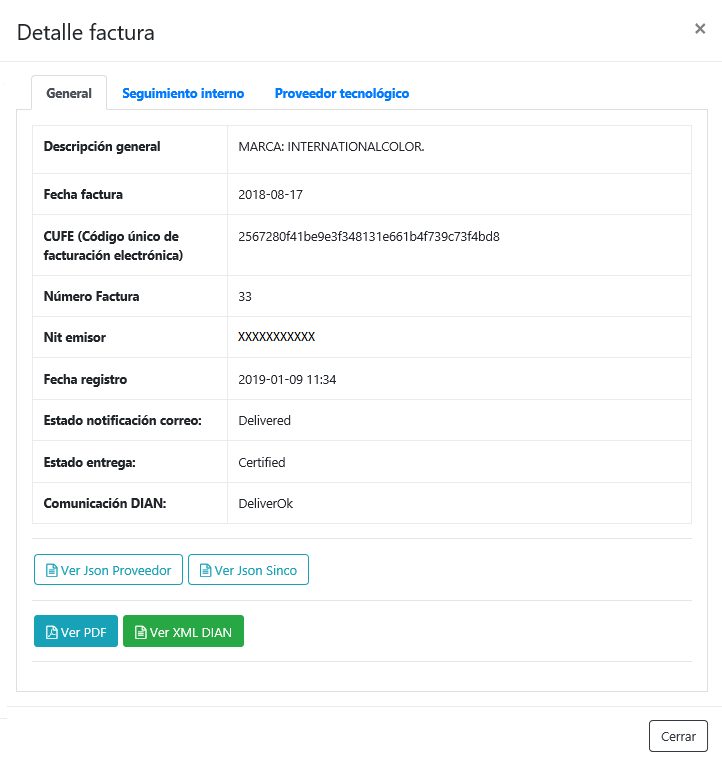 Detalle factura ×
General Seguimiento interno Proveedor tecnológico
Descripción general MARCA: INTERNATIONALCOLOR.
Fecha factura 2018-08-17
CUFE (Código único de 2567280f41be9e3f348131e661b4f739c73f4bd8
facturación electrónica)
Número Factura 33
Nit emisor XXXXXXXXXXX
Fecha registro 2019-01-09 11:34
Estado notificación correo: Delivered
Estado entrega: Certified
Comunicación DIAN: DeliverOk
Ver Json Proveedor Ver Json Sinco
Ver PDF Ver XML DIAN
Cerrar